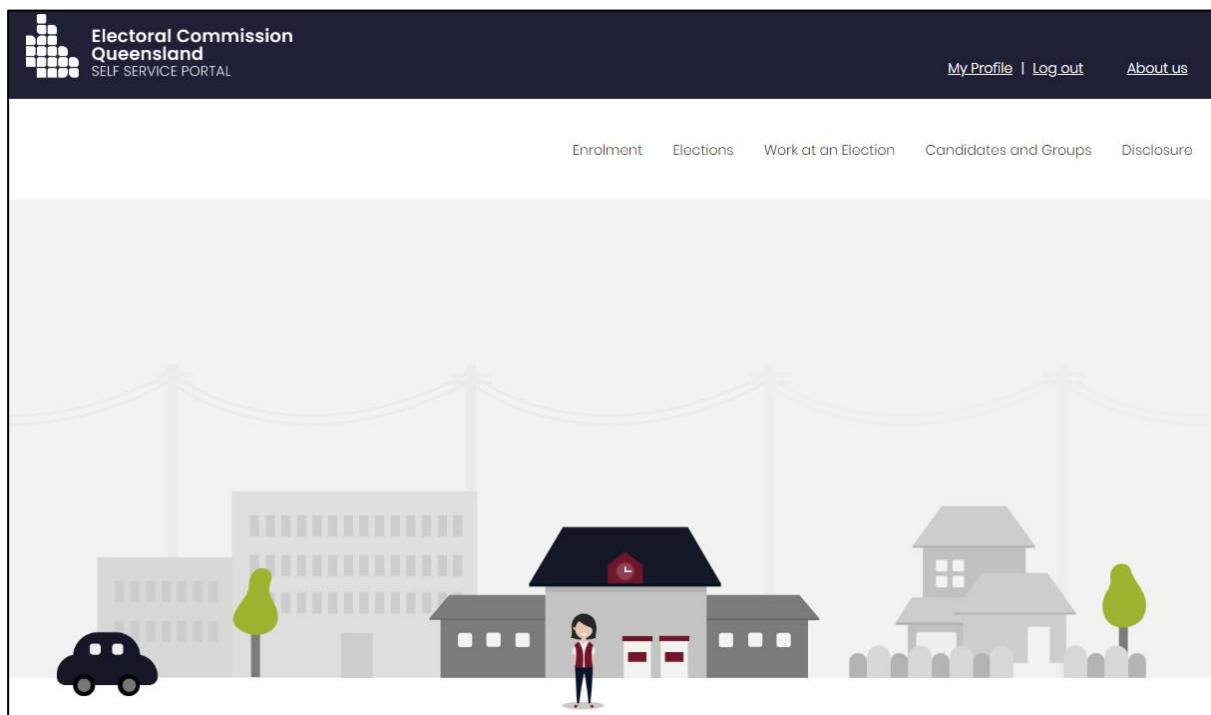 Electoral Commission
Queensland
SELF SERVICE PORTAL
My Profile | Log out About us
Enrolment Elections Work at an Election Candidates and Groups Disclosure